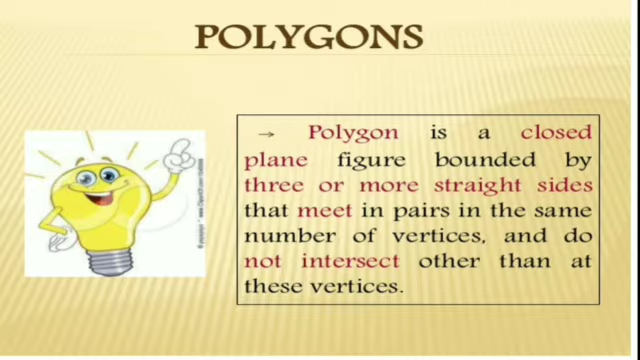 POLYGONS
→ Polygon is a closed
plane figure bounded by
three or more straight sides
that meet in pairs in the same
number of vertices, and do
not intersect other than at
these vertices.